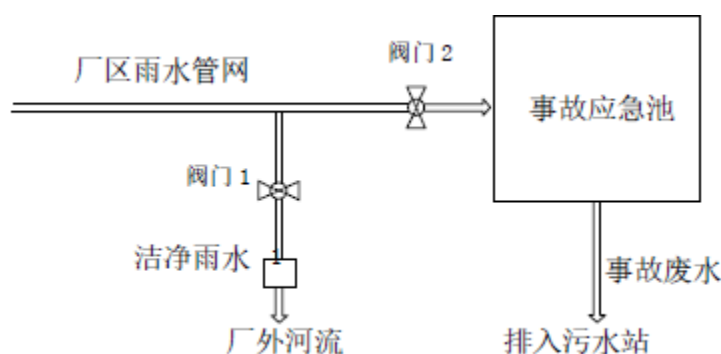 阀门 2
厂区雨水管网
事故应急池
阀门 1
洁净雨水 1
事故废水
厂外河流
排入污水站